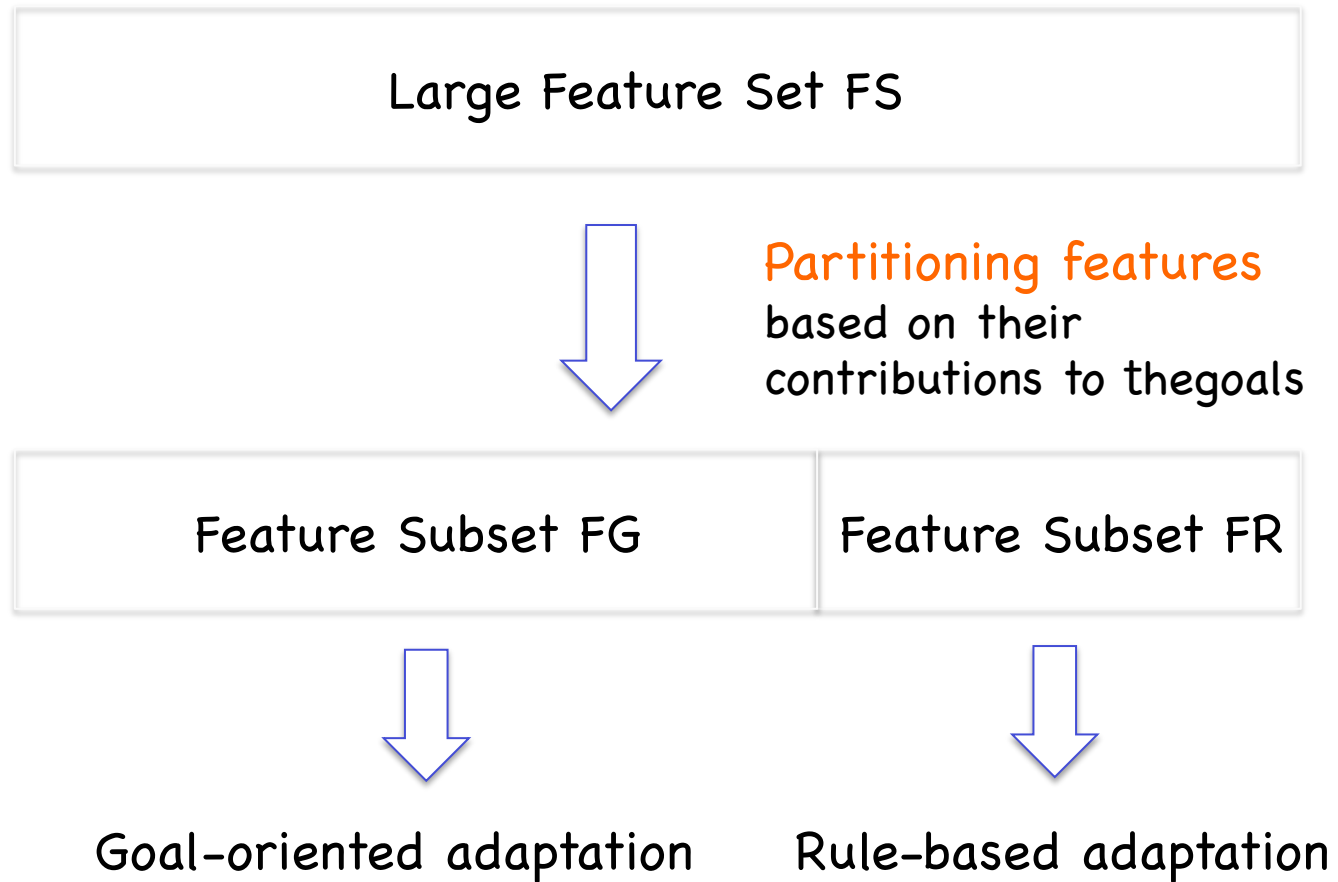 Large Feature Set FS
Partitioning features
based on their
contributions to thegoals
Feature Subset FG
Feature Subset FR
Goal-oriented adaptation
Rule-based adaptation